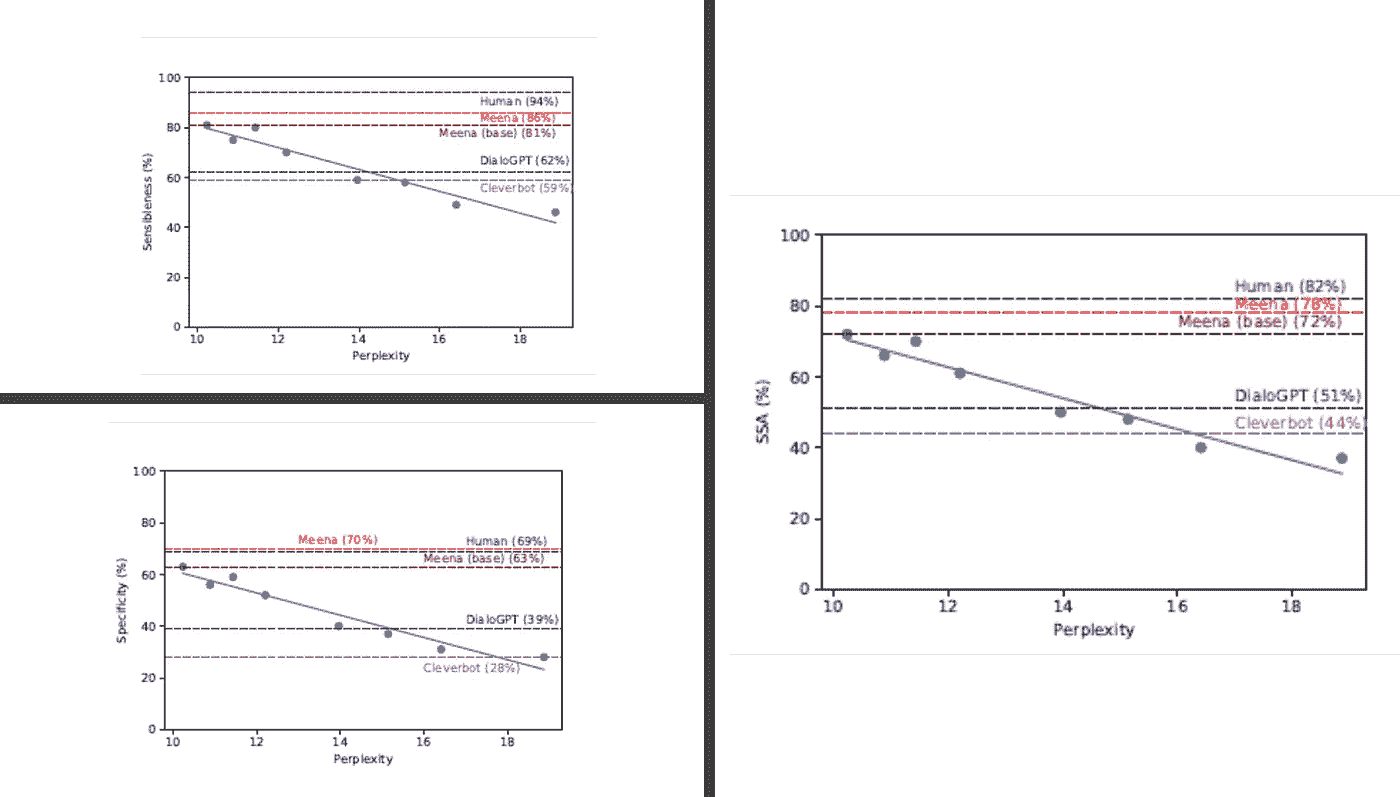 100
80
60
40
20
0
Sensibleness (%)
Human (94%)
Meena (86%)
Meena (base) (81%)
DialoGPT (62%)
Cleverbot (59%)
10 12 14 16 18
Perplexity
100
80
60
40
20
0
Specificity (%)
Meena (70%) Human (69%)
Meena (base) (63%)
DialoGPT (39%)
Cleverbot (28%)
10 12 14 16 18
Perplexity
100
80
60
40
20
0
SSA (%)
Human (82%)
Meena (78%)
Meena (base) (72%)
DialoGPT (51%)
Cleverbot (44%)
10 12 14 16 18
Perplexity